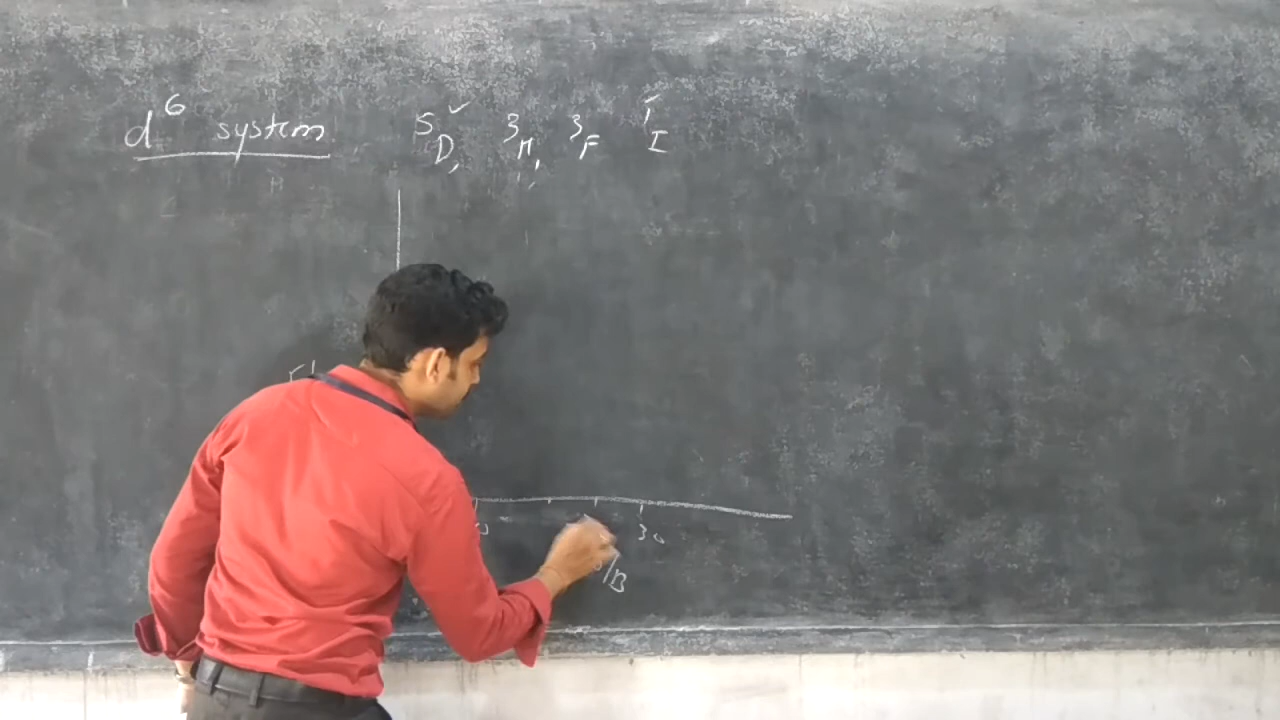 d⁶ system ⁵D, ³H, ³F ¹I
30
/B